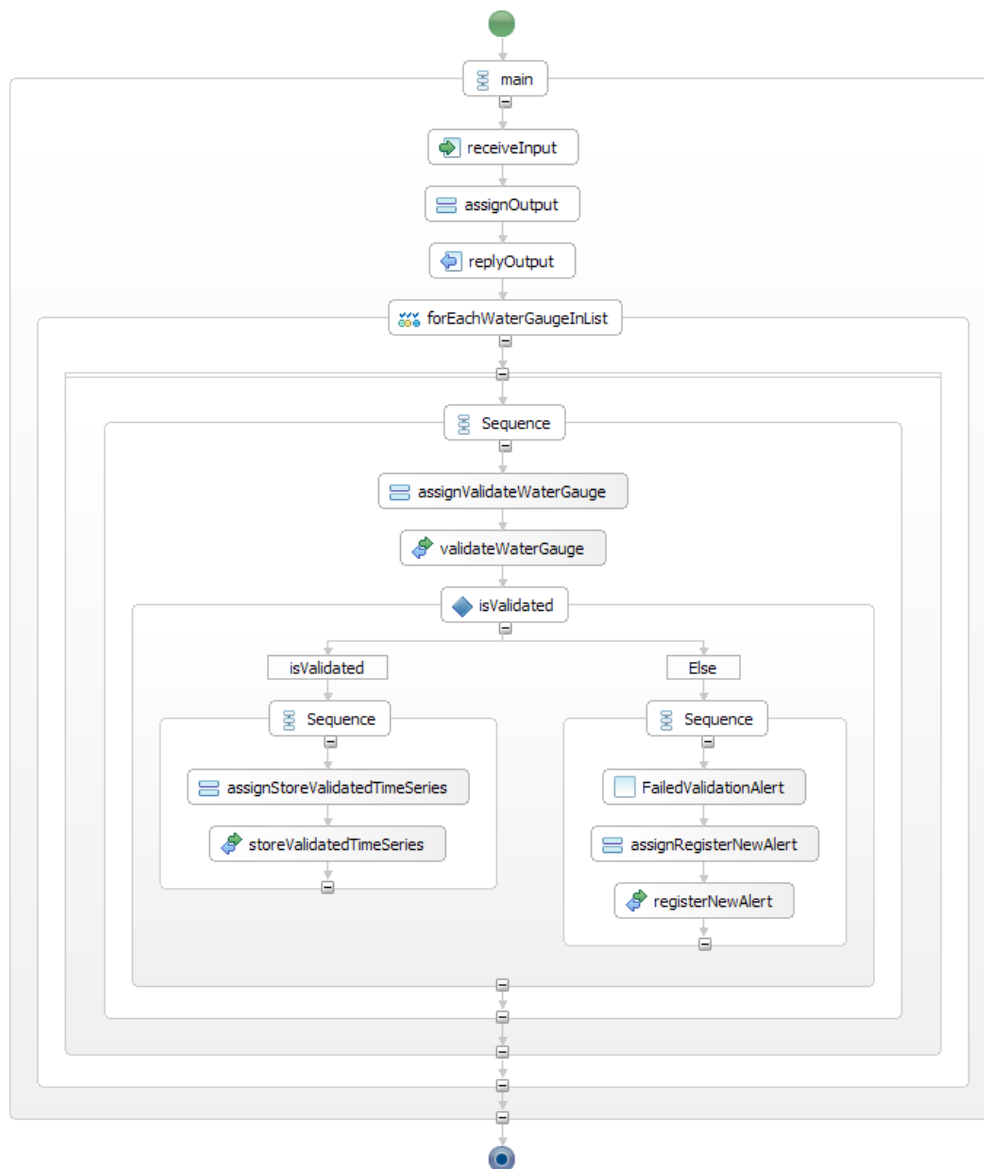 main
receiveInput
assignOutput
replyOutput
forEachWaterGaugeInList
Sequence
assignValidateWaterGauge
validateWaterGauge
isValidated
isValidated
Else
Sequence
Sequence
assignStoreValidatedTimeSeries
FailedValidationAlert
storeValidatedTimeSeries
assignRegisterNewAlert
registerNewAlert